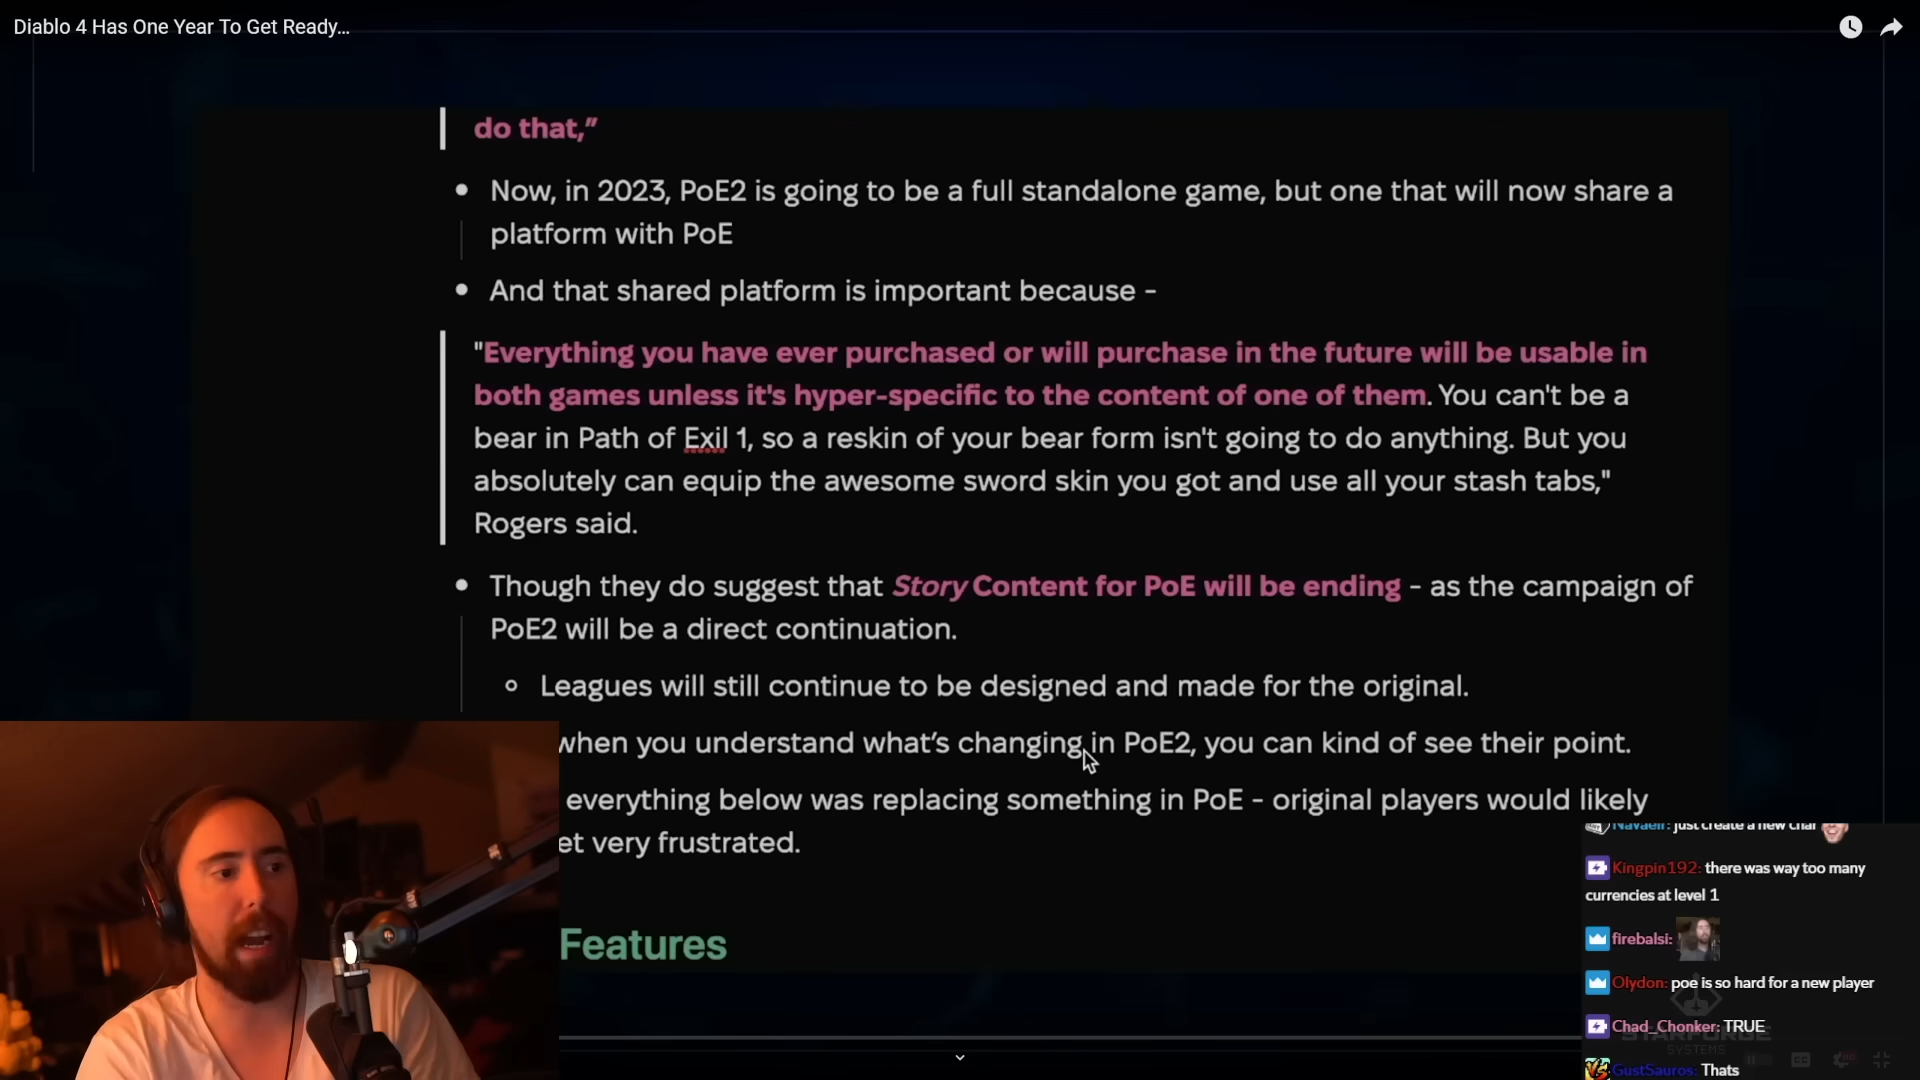 Diablo 4 Has One Year To Get Ready...
do that,”
Now, in 2023, PoE2 is going to be a full standalone game, but one that will now share a
platform with PoE
And that shared platform is important because -
"Everything you have ever purchased or will purchase in the future will be usable in
both games unless it's hyper-specific to the content of one of them. You can't be a
bear in Path of Exil 1, so a reskin of your bear form isn't going to do anything. But you
absolutely can equip the awesome sword skin you got and use all your stash tabs,"
Rogers said.
Though they do suggest that Story Content for PoE will be ending - as the campaign of
PoE2 will be a direct continuation.
Leagues will still continue to be designed and made for the original.
when you understand what’s changing in PoE2, you can kind of see their point.
everything below was replacing something in PoE - original players would likely
et very frustrated.
Features
Navaeir: just create a new char
Kingpin192: there was way too many
currencies at level 1
firebalsi:
Olydon: poe is so hard for a new player
Chad_Chonker: TRUE
STARFORGE
SYSTEMS
GustSauros: Thats